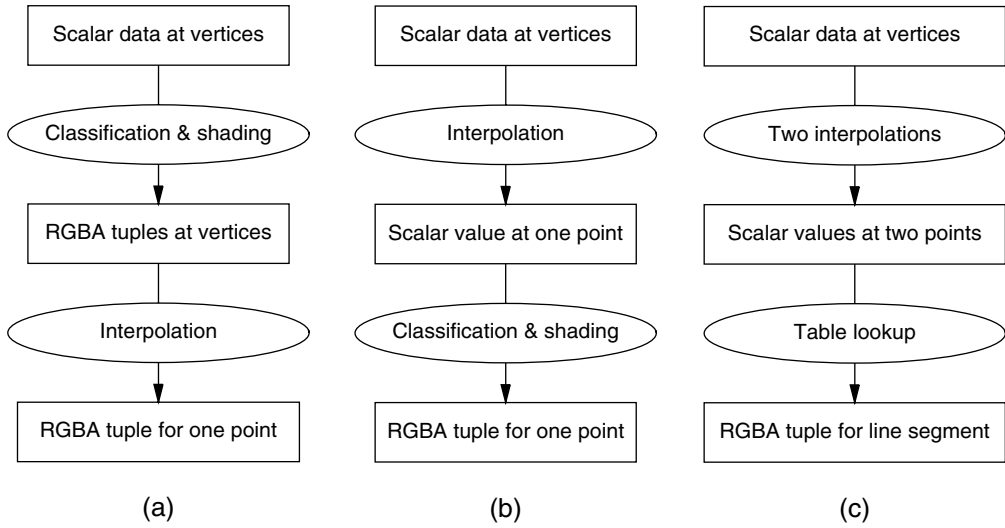 Scalar data at vertices
Classification & shading
RGBA tuples at vertices
Interpolation
RGBA tuple for one point
(a)
Scalar data at vertices
Interpolation
Scalar value at one point
Classification & shading
RGBA tuple for one point
(b)
Scalar data at vertices
Two interpolations
Scalar values at two points
Table lookup
RGBA tuple for line segment
(c)